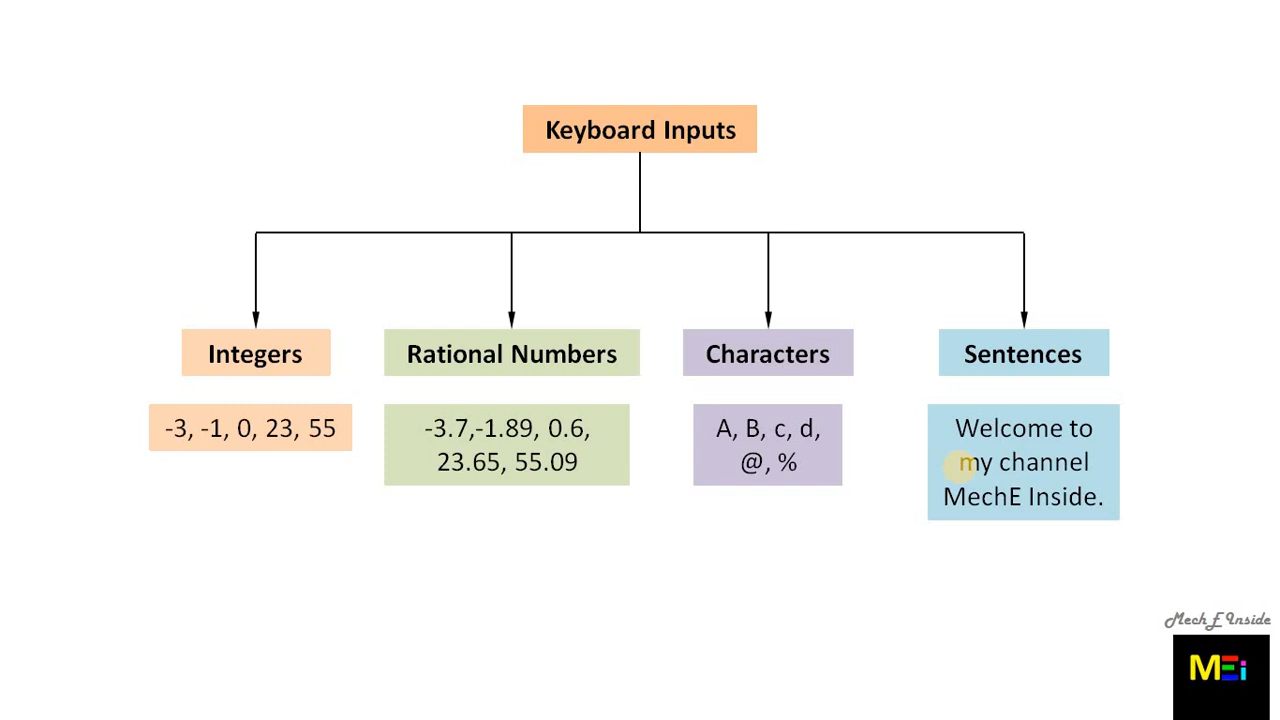 Keyboard Inputs
Integers
Rational Numbers
Characters
Sentences
-3, -1, 0, 23, 55
-3.7,-1.89, 0.6,
23.65, 55.09
A, B, c, d,
@, %
Welcome to
my channel
MechE Inside.
Mech E Inside
MEi